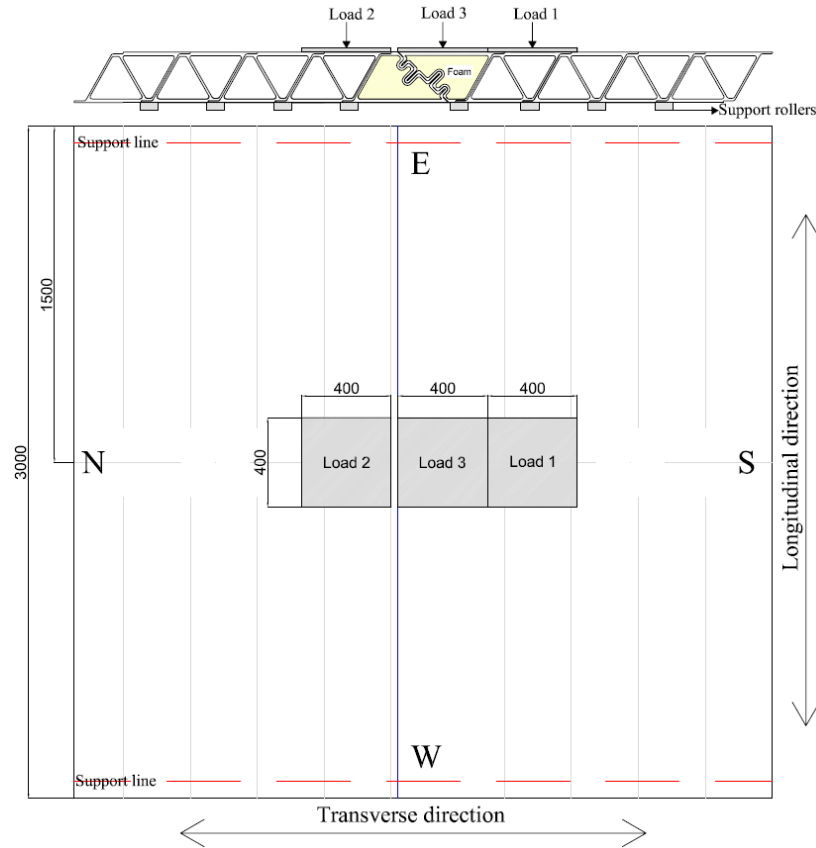 Load 2
Load 3
Load 1
Foam
Support rollers
Support line
E
1500
3000
400
400
400
400
N
Load 2
Load 3
Load 1
S
Longitudinal direction
W
Support line
Transverse direction